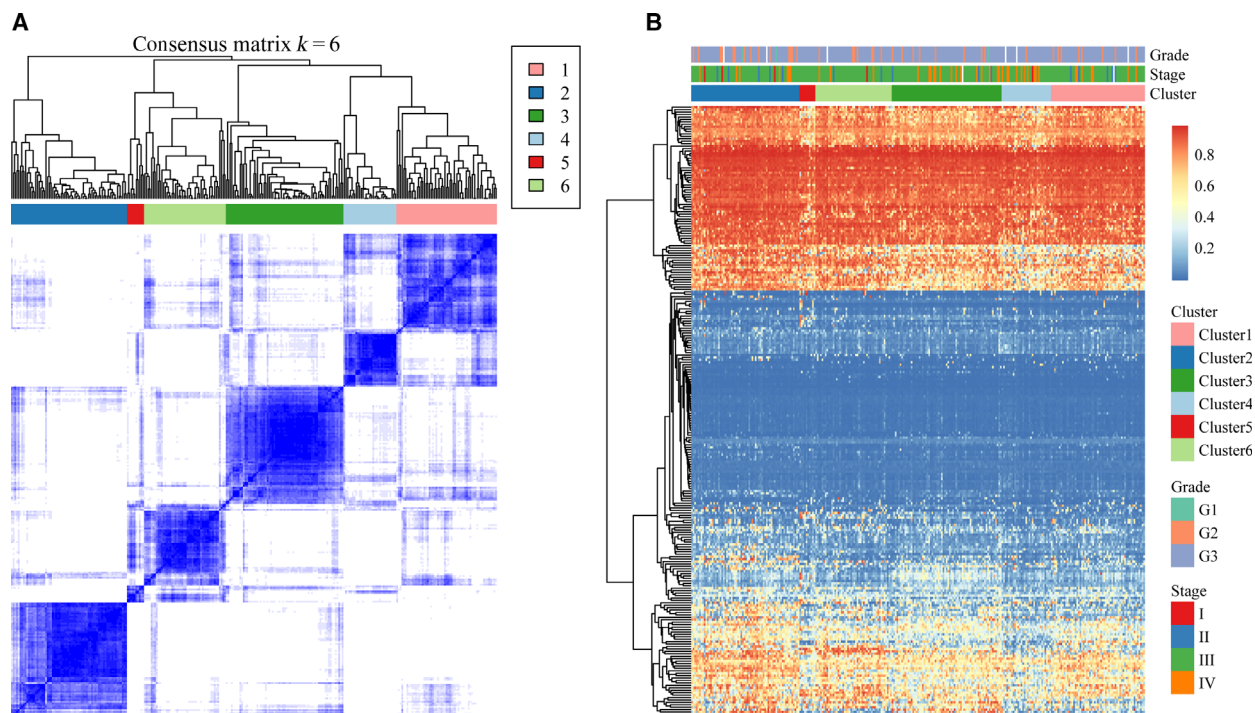 A
Consensus matrix k = 6
1
2
3
4
5
6
B
Grade
Stage
Cluster
0.8
0.6
0.4
0.2
Cluster
Cluster1
Cluster2
Cluster3
Cluster4
Cluster5
Cluster6
Grade
G1
G2
G3
Stage
I
II
III
IV